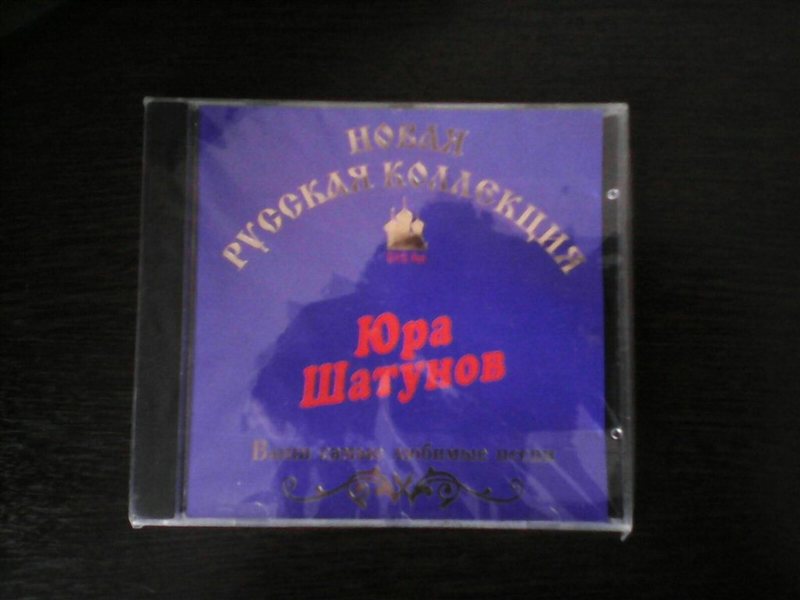 НОВАЯ
РУССКАЯ КОЛЛЕКЦИЯ
Юра
Шатунов
Ваши самые любимые песни